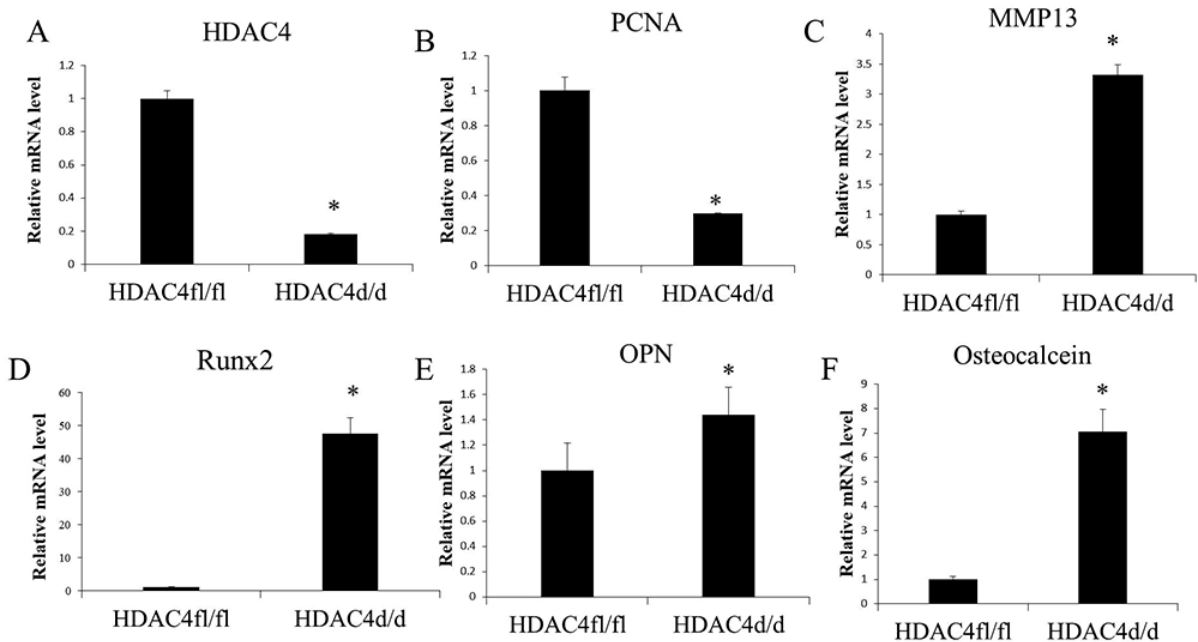 A
HDAC4
Relative mRNA level
1.2
1
0.8
0.6
0.4
0.2
0
*
HDAC4fl/fl
HDAC4d/d
B
PCNA
Relative mRNA level
1.2
1
0.8
0.6
0.4
0.2
0
*
HDAC4fl/fl
HDAC4d/d
C
MMP13
Relative mRNA level
4
3.5
3
2.5
2
1.5
1
0.5
0
*
HDAC4fl/fl
HDAC4d/d
D
Runx2
Relative mRNA level
60
50
40
30
20
10
0
*
HDAC4fl/fl
HDAC4d/d
E
OPN
Relative mRNA level
1.8
1.6
1.4
1.2
1
0.8
0.6
0.4
0.2
0
*
HDAC4fl/fl
HDAC4d/d
F
Osteocalcein
Relative mRNA level
9
8
7
6
5
4
3
2
1
0
*
HDAC4fl/fl
HDAC4d/d